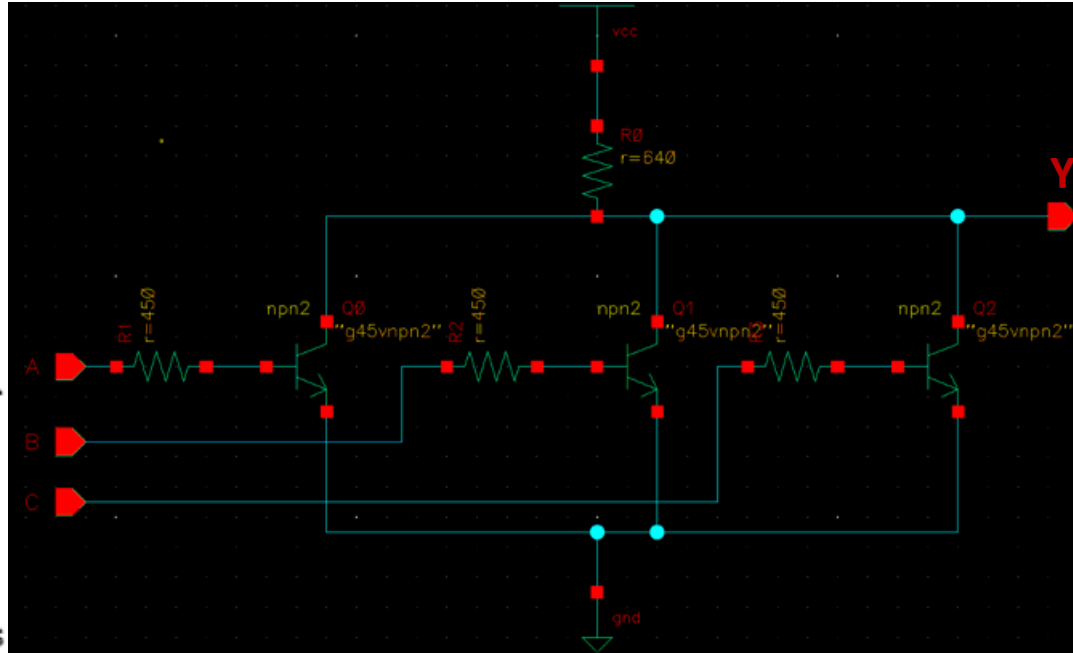 vcc
R0
r=640
Y
npn2 Q0
"g45vnpn2"
R1
r=450
npn2 Q1
"g45vnpn2"
R2
r=450
npn2 Q2
"g45vnpn2"
r=450
A
B
C
gnd
s